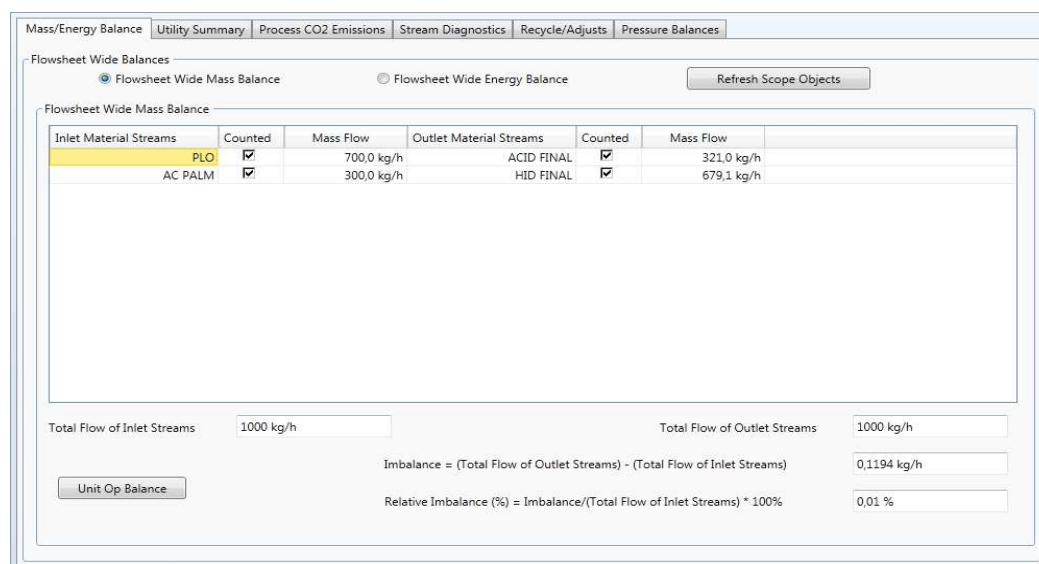 Mass/Energy Balance Utility Summary Process CO2 Emissions Stream Diagnostics Recycle/Adjusts Pressure Balances
Flowsheet Wide Balances
Flowsheet Wide Mass Balance Flowsheet Wide Energy Balance Refresh Scope Objects
Flowsheet Wide Mass Balance
Inlet Material Streams Counted Mass Flow Outlet Material Streams Counted Mass Flow
PLO 700,0 kg/h ACID FINAL 321,0 kg/h
AC PALM 300,0 kg/h HID FINAL 679,1 kg/h
Total Flow of Inlet Streams 1000 kg/h Total Flow of Outlet Streams 1000 kg/h
Imbalance = (Total Flow of Outlet Streams) - (Total Flow of Inlet Streams) 0,1194 kg/h
Unit Op Balance
Relative Imbalance (%) = Imbalance/(Total Flow of Inlet Streams) * 100% 0,01 %